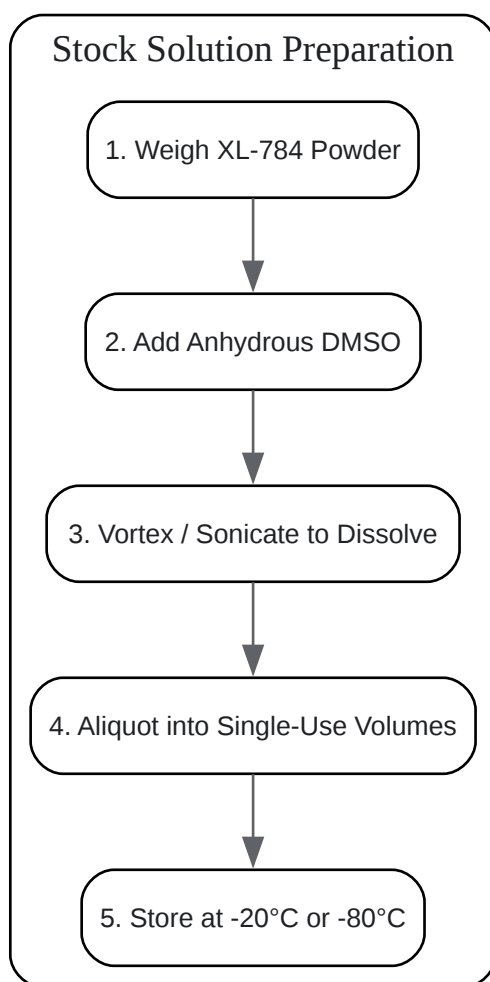 Stock Solution Preparation
1. Weigh XL-784 Powder
2. Add Anhydrous DMSO
3. Vortex / Sonicate to Dissolve
4. Aliquot into Single-Use Volumes
5. Store at -20°C or -80°C